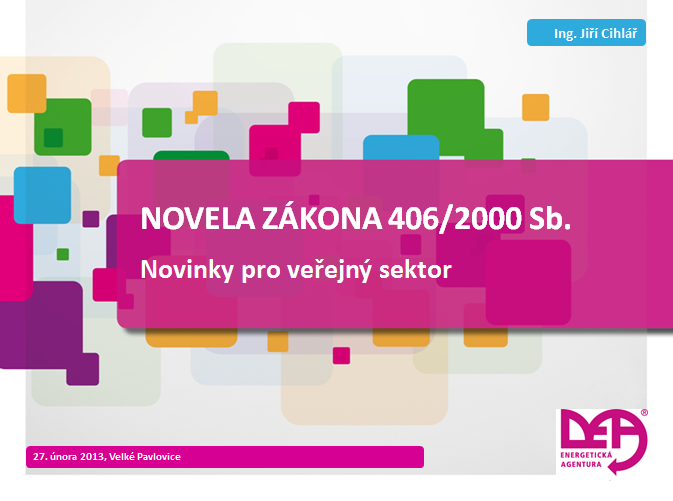 Ing. Jiří Cihlář
NOVELA ZÁKONA 406/2000 Sb.
Novinky pro veřejný sektor
27. února 2013, Velké Pavlovice
DEA®
ENERGETICKÁ
AGENTURA